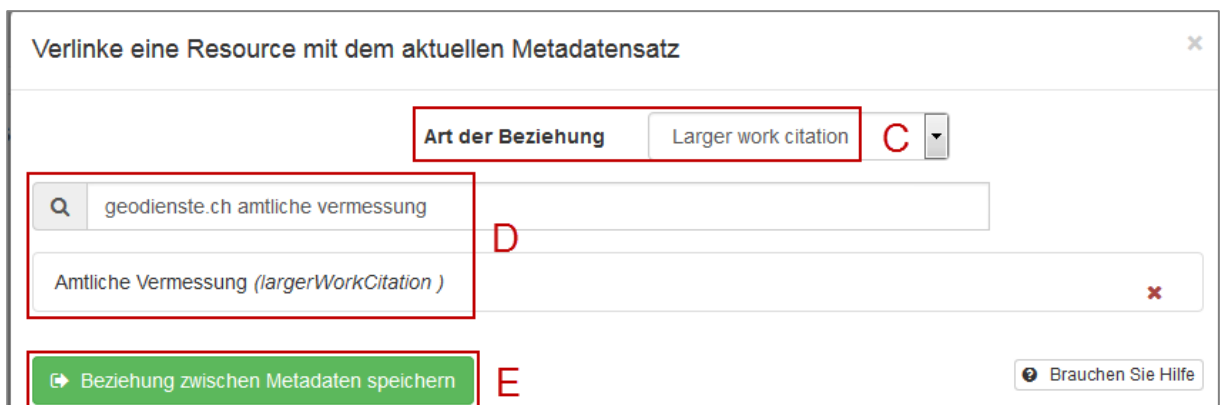 Verlinke eine Resource mit dem aktuellen Metadatensatz ×
Art der Beziehung Larger work citation C
geodienste.ch amtliche vermessung
D
Amtliche Vermessung (largerWorkCitation )
Beziehung zwischen Metadaten speichern E Brauchen Sie Hilfe